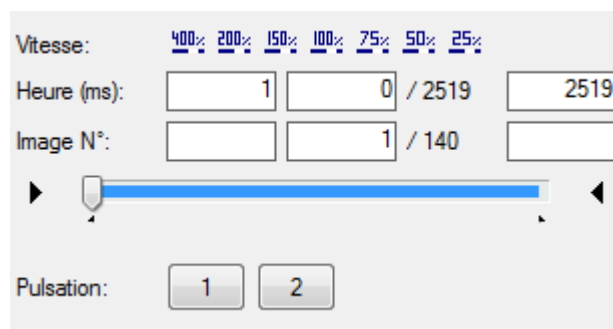 Vitesse: 400% 200% 150% 100% 75% 50% 25%
Heure (ms): 1 0 / 2519 2519
Image N°: 1 / 140
Pulsation: 1 2